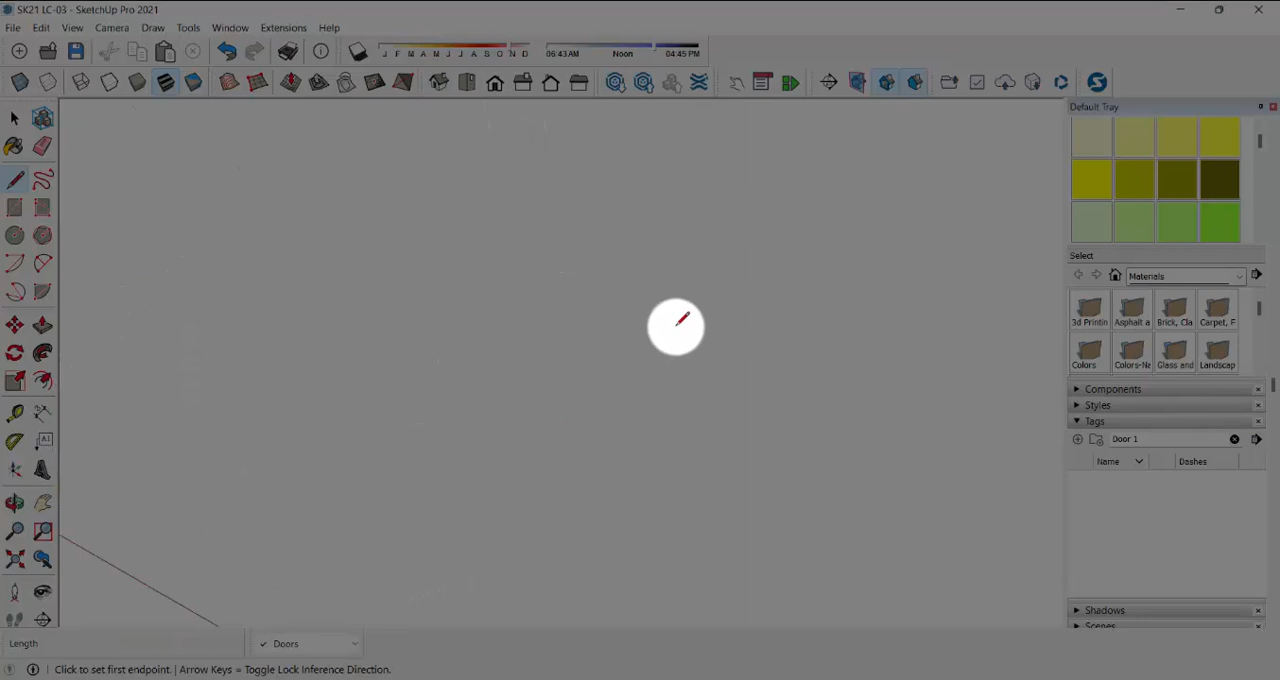 SK21 LC-03 - SketchUp Pro 2021
File Edit View Camera Draw Tools Window Extensions Help
J F M A M J J A S O N D 06:43AM Noon 04:45 PM
Default Tray
Select
Materials
3d Printin Asphalt a Brick, Cla Carpet, F
Colors Colors-Na Glass and Landscap
Components
Styles
Tags
Door 1
Name Dashes
Shadows
Scenes
Length Doors
Click to set first endpoint. | Arrow Keys = Toggle Lock Inference Direction.